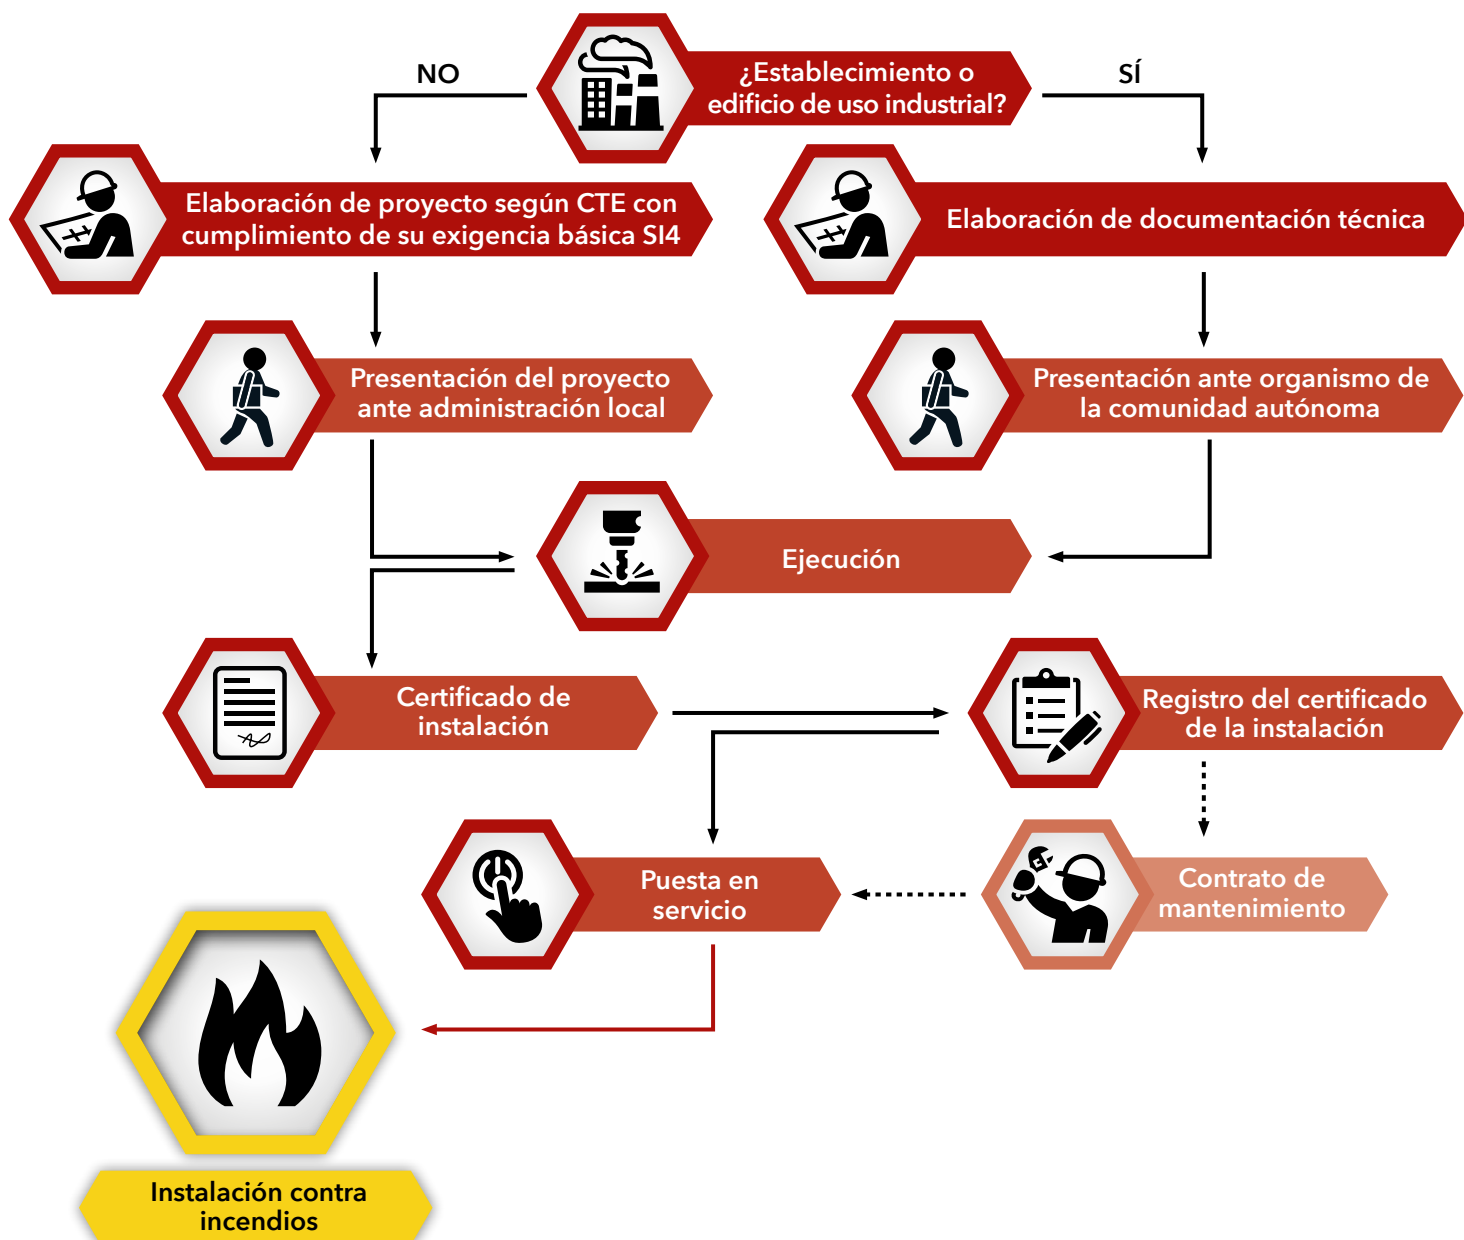 NO
¿Establecimiento o
edificio de uso industrial?
SÍ
Elaboración de proyecto según CTE con
cumplimiento de su exigencia básica SI4
Elaboración de documentación técnica
Presentación del proyecto
ante administración local
Presentación ante organismo de
la comunidad autónoma
Ejecución
Certificado de
instalación
Registro del certificado
de la instalación
Puesta en
servicio
Contrato de
mantenimiento
Instalación contra
incendios